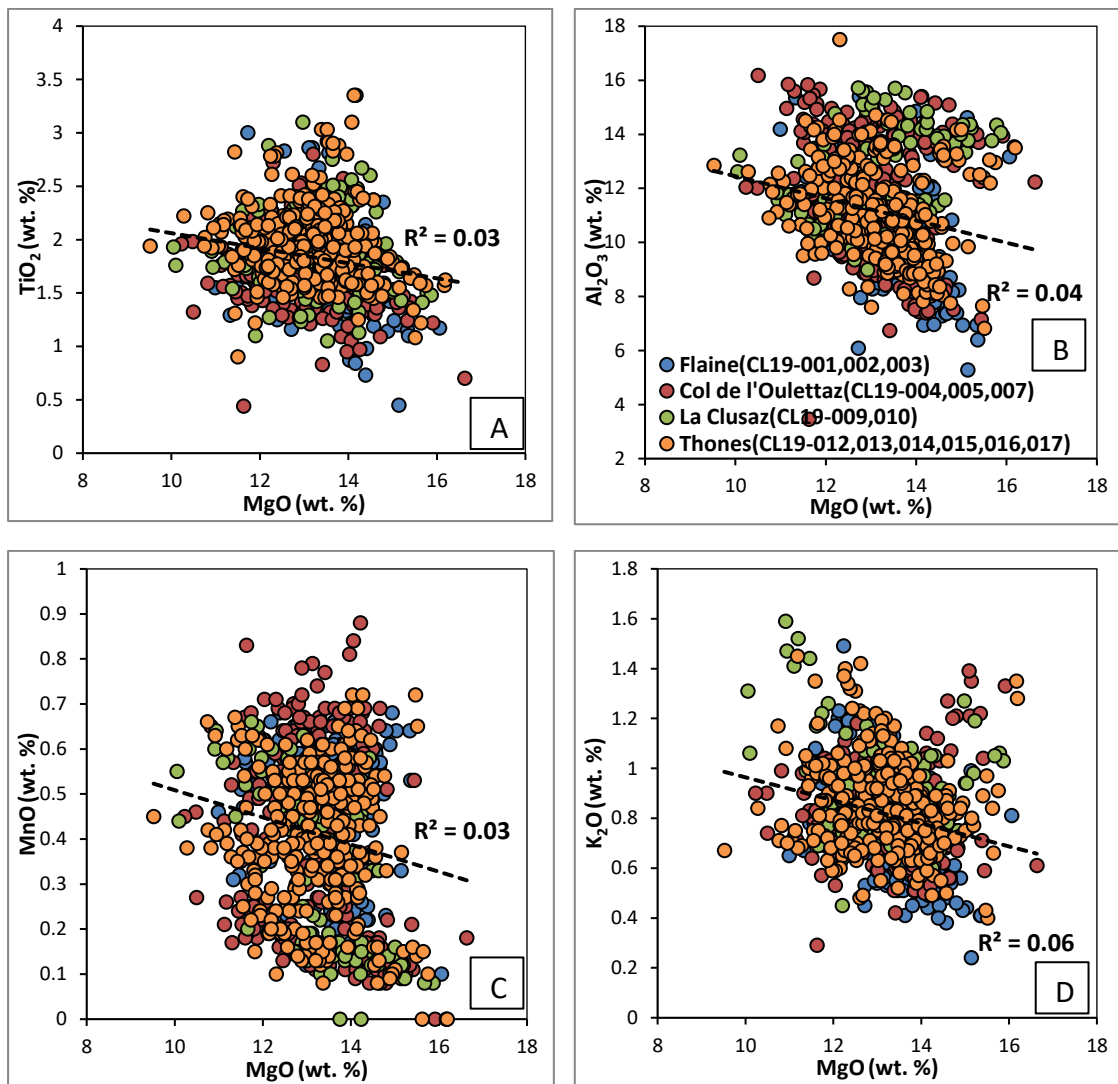 4
3.5
3
2.5
2
1.5
1
0.5
0
8 10 12 14 16 18
TiO₂ (wt. %)
MgO (wt. %)
R² = 0.03
A
18
16
14
12
10
8
6
4
2
8 10 12 14 16 18
Al₂O₃ (wt. %)
MgO (wt. %)
R² = 0.04
B
Flaine(CL19-001,002,003)
Col de l'Oulettaz(CL19-004,005,007)
La Clusaz(CL19-009,010)
Thones(CL19-012,013,014,015,016,017)
1
0.9
0.8
0.7
0.6
0.5
0.4
0.3
0.2
0.1
0
8 10 12 14 16 18
MnO (wt. %)
MgO (wt. %)
R² = 0.03
C
1.8
1.6
1.4
1.2
1
0.8
0.6
0.4
0.2
0
8 10 12 14 16 18
K₂O (wt. %)
MgO (wt. %)
R² = 0.06
D